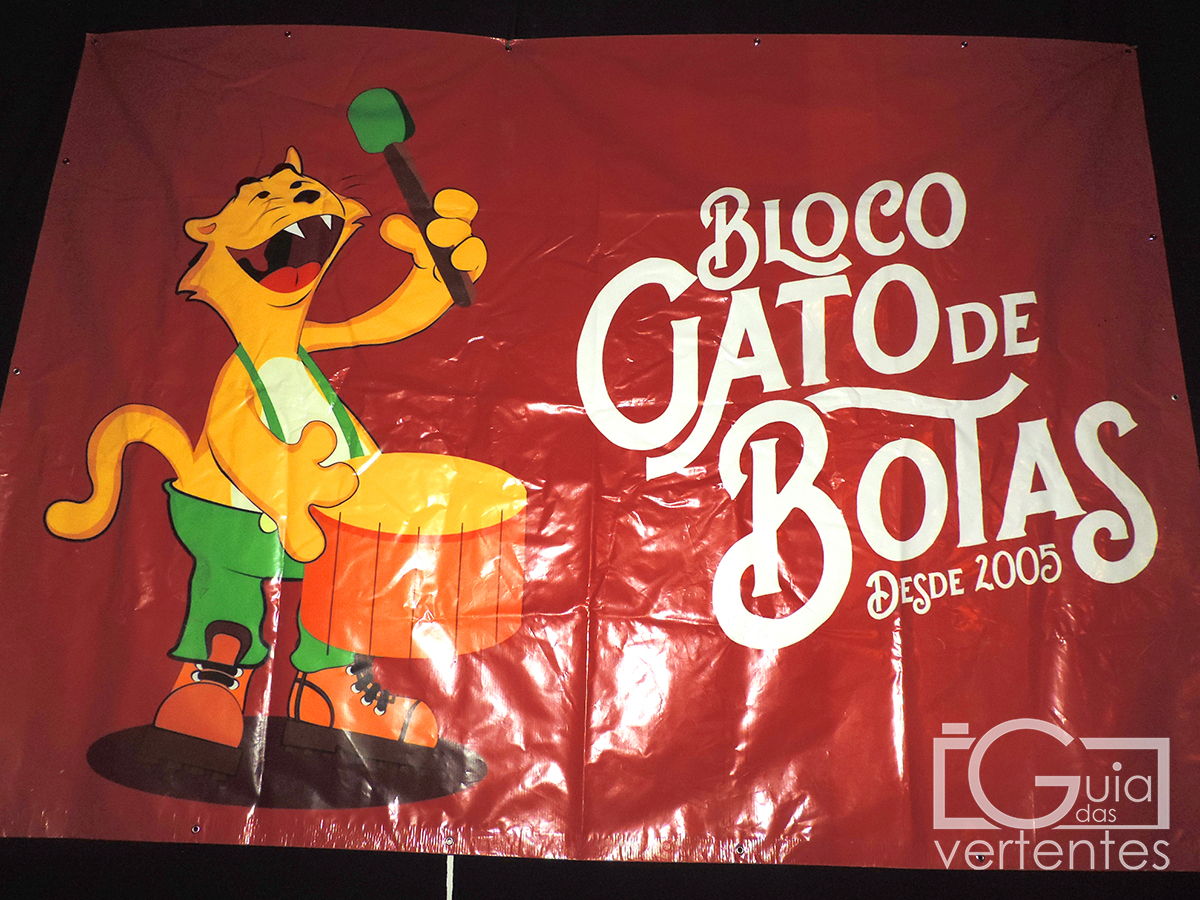 BLOCO
GATO DE
BOTAS
DESDE 2005
Guia
das
vertentes